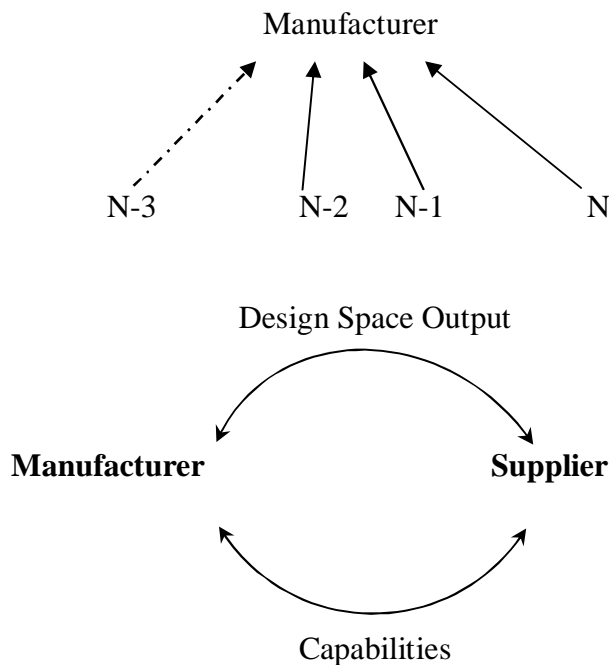 Manufacturer
N-3 N-2 N-1 N
Design Space Output
Manufacturer Supplier
Capabilities